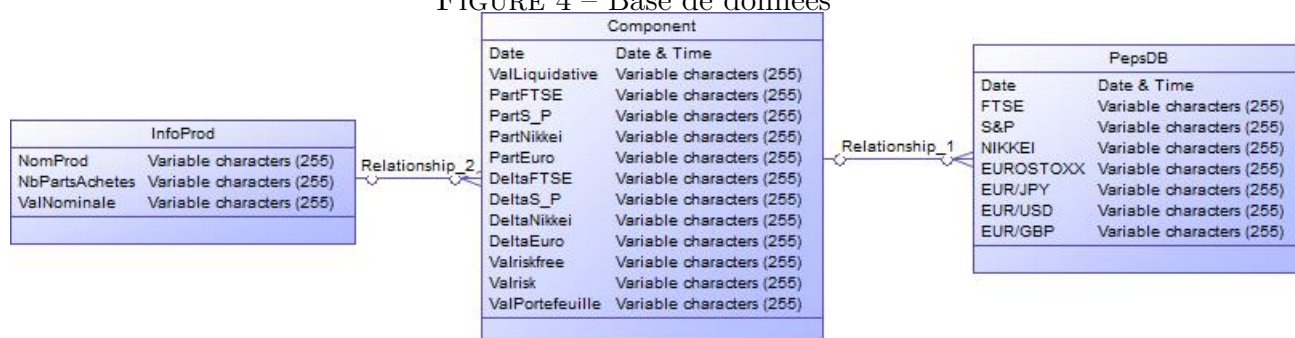 FIGURE 4 – Base de données
InfoProd
NomProd Variable characters (255)
NbPartsAchetes Variable characters (255)
ValNominale Variable characters (255)
Relationship_2
Component
Date Date & Time
ValLiquidative Variable characters (255)
PartFTSE Variable characters (255)
PartS_P Variable characters (255)
PartNikkei Variable characters (255)
PartEuro Variable characters (255)
DeltaFTSE Variable characters (255)
DeltaS_P Variable characters (255)
DeltaNikkei Variable characters (255)
DeltaEuro Variable characters (255)
Valriskfree Variable characters (255)
Valrisk Variable characters (255)
ValPortefeuille Variable characters (255)
Relationship_1
PepsDB
Date Date & Time
FTSE Variable characters (255)
S&P Variable characters (255)
NIKKEI Variable characters (255)
EUROSTOXX Variable characters (255)
EUR/JPY Variable characters (255)
EUR/USD Variable characters (255)
EUR/GBP Variable characters (255)